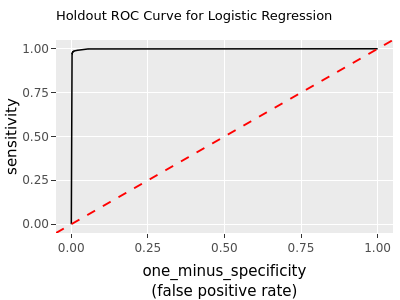 Holdout ROC Curve for Logistic Regression
1.00
0.75
0.50
0.25
0.00
sensitivity
0.00 0.25 0.50 0.75 1.00
one_minus_specificity
(false positive rate)